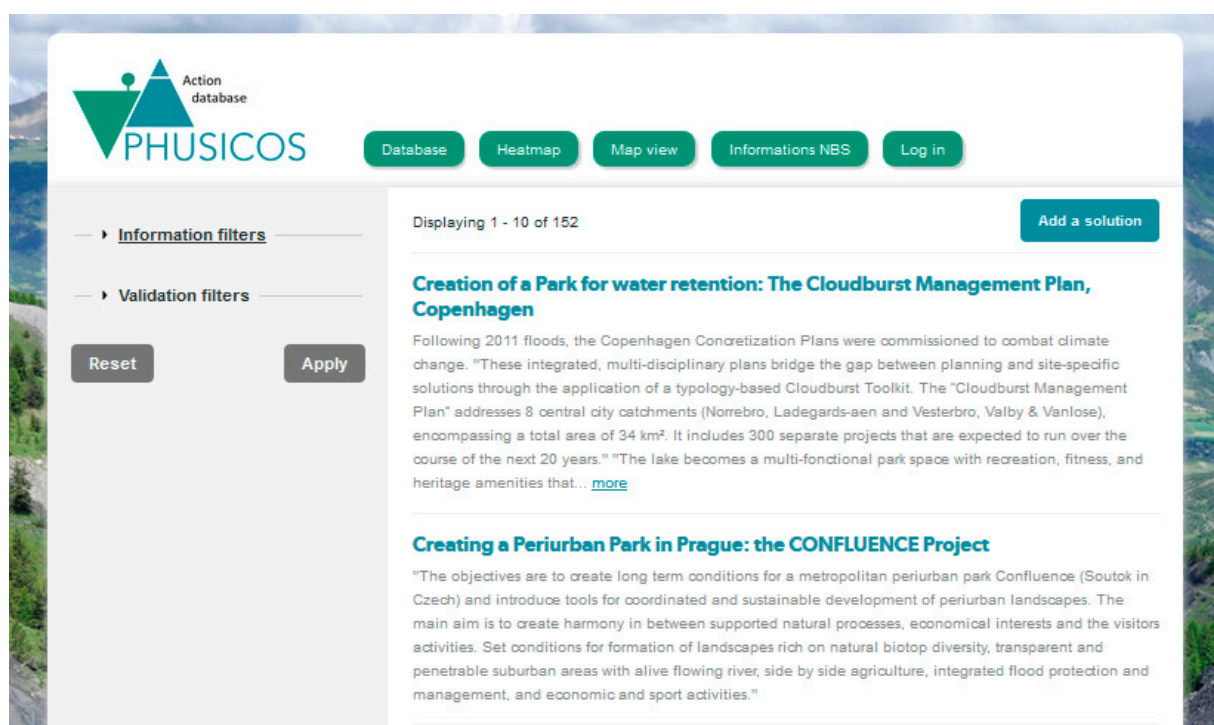 Action
database
PHUSICOS
Database Heatmap Map view Informations NBS Log in
Information filters
Validation filters
Reset Apply
Displaying 1 - 10 of 152
Add a solution
Creation of a Park for water retention: The Cloudburst Management Plan,
Copenhagen
Following 2011 floods, the Copenhagen Concretization Plans were commissioned to combat climate
change. "These integrated, multi-disciplinary plans bridge the gap between planning and site-specific
solutions through the application of a typology-based Cloudburst Toolkit. The "Cloudburst Management
Plan" addresses 8 central city catchments (Norrebro, Ladegards-aen and Vesterbro, Valby & Vanlose),
encompassing a total area of 34 km². It includes 300 separate projects that are expected to run over the
course of the next 20 years." "The lake becomes a multi-fonctional park space with recreation, fitness, and
heritage amenities that... more
Creating a Periurban Park in Prague: the CONFLUENCE Project
"The objectives are to create long term conditions for a metropolitan periurban park Confluence (Soutok in
Czech) and introduce tools for coordinated and sustainable development of periurban landscapes. The
main aim is to create harmony in between supported natural processes, economical interests and the visitors
activities. Set conditions for formation of landscapes rich on natural biotop diversity, transparent and
penetrable suburban areas with alive flowing river, side by side agriculture, integrated flood protection and
management, and economic and sport activities."